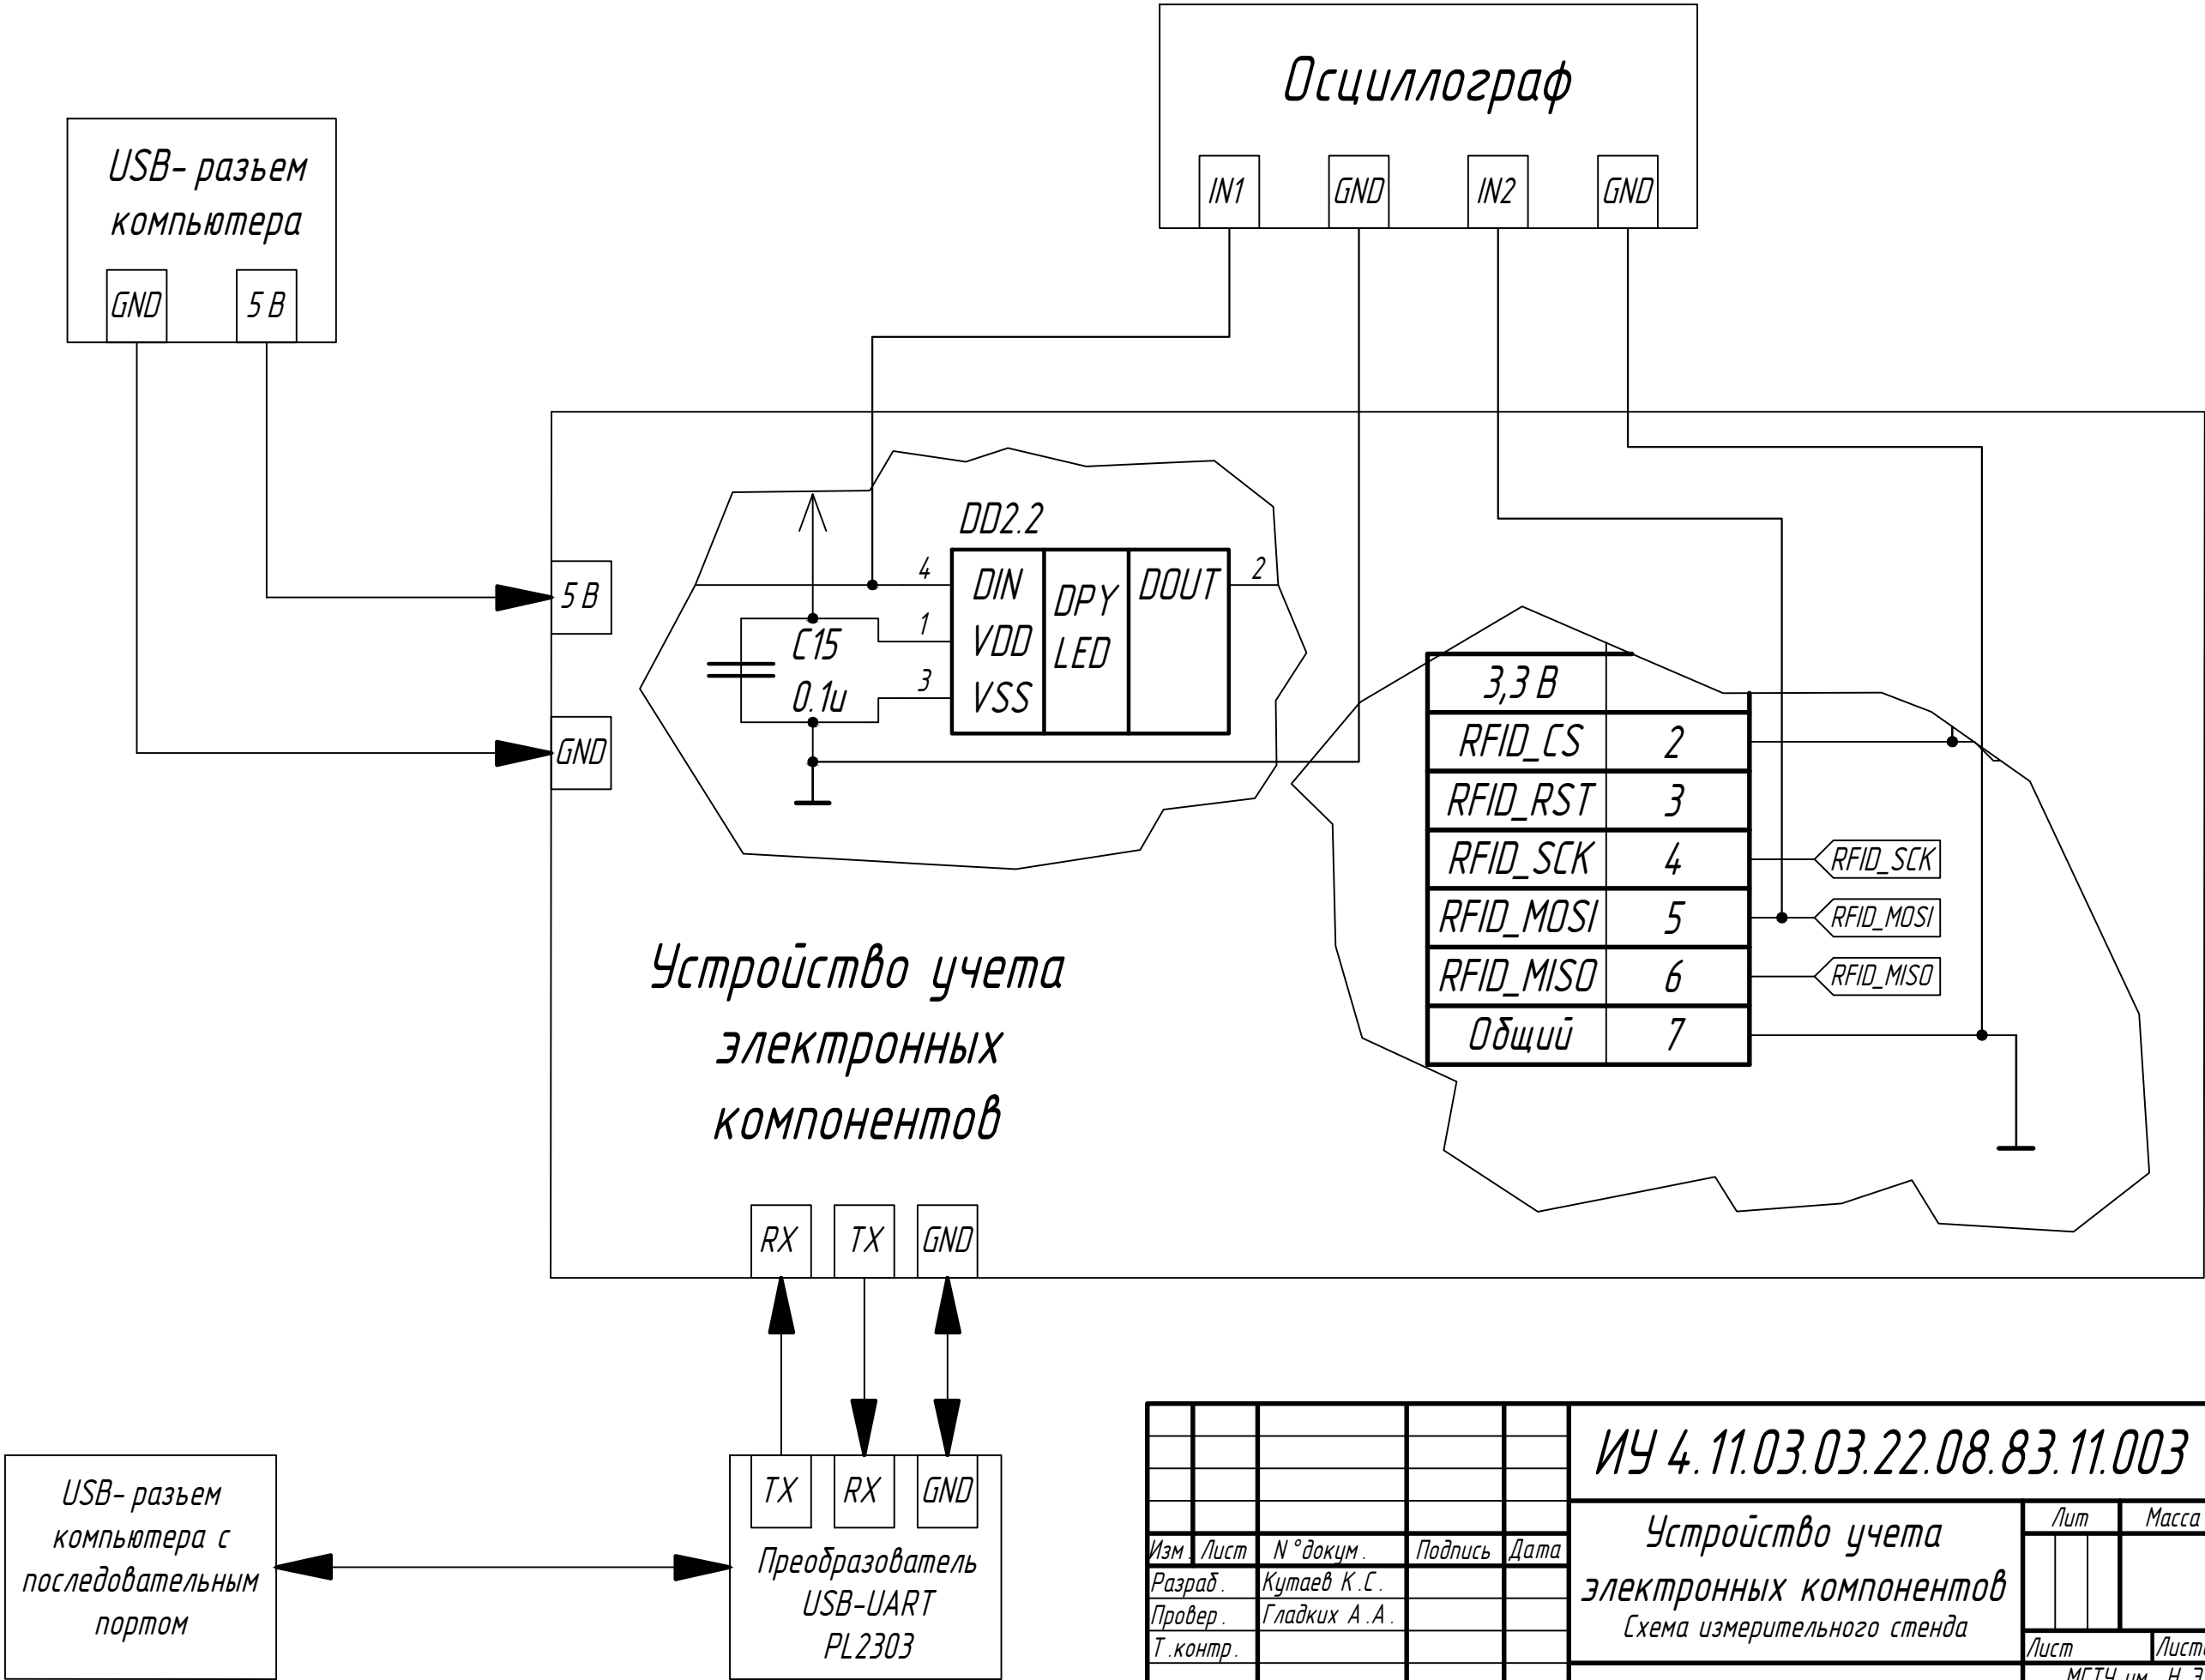 Осциллограф
IN1 GND IN2 GND
USB- разъем
компьютера
GND 5 В
5 В
GND
DD2.2
4 DIN DPY DOUT 2
1 VDD LED
3 VSS
C15
0.1u
3,3 В
RFID_CS 2
RFID_RST 3
RFID_SCK 4 RFID_SCK
RFID_MOSI 5 RFID_MOSI
RFID_MISO 6 RFID_MISO
Общий 7
Устройство учета
электронных
компонентов
RX TX GND
TX RX GND
Преобразователь
USB-UART
PL2303
USB- разъем
компьютера с
последовательным
портом
ИУ 4.11.03.03.22.08.83.11.003
Изм. Лист N°докум. Подпись Дата
Разраб. Кутаев К.С.
Провер. Гладких А.А.
Т.контр.
Устройство учета
электронных компонентов
Схема измерительного стенда
Лит Масса
Лист
МГТУ им. Н.Э